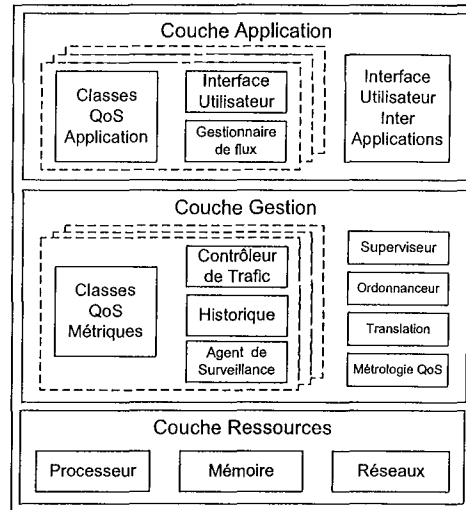 Couche Application
Classes
QoS
Application
Interface
Utilisateur
Gestionnaire
de flux
Interface
Utilisateur
Inter
Applications
Couche Gestion
Classes
QoS
Métriques
Contrôleur
de Trafic
Historique
Agent de
Surveillance
Superviseur
Ordonnanceur
Translation
Métrologie QoS
Couche Ressources
Processeur
Mémoire
Réseaux